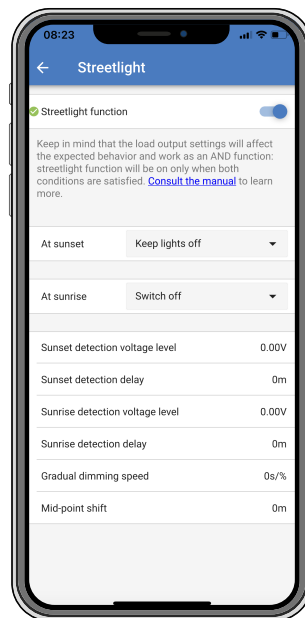 08:23
Streetlight
Streetlight function
Keep in mind that the load output settings will affect
the expected behavior and work as an AND function:
streetlight function will be on only when both
conditions are satisfied. Consult the manual to learn
more.
At sunset Keep lights off
At sunrise Switch off
Sunset detection voltage level 0.00V
Sunset detection delay 0m
Sunrise detection voltage level 0.00V
Sunrise detection delay 0m
Gradual dimming speed 0s/%
Mid-point shift 0m